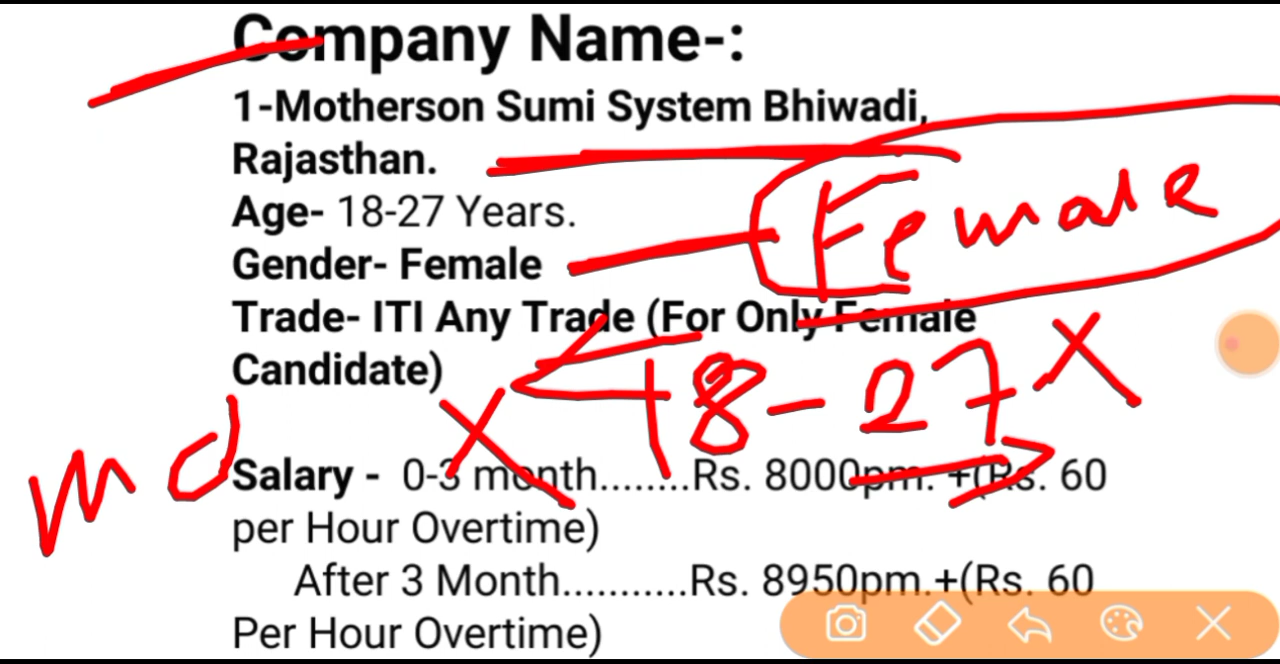 Company Name-:
1-Motherson Sumi System Bhiwadi,
Rajasthan.
Age- 18-27 Years.
Female
Gender- Female
Trade- ITI Any Trade (For Only Female
Candidate)
18-27
Salary - 0-3 month........Rs. 8000pm. +(Rs. 60
per Hour Overtime)
After 3 Month...........Rs. 8950pm.+(Rs. 60
Per Hour Overtime)